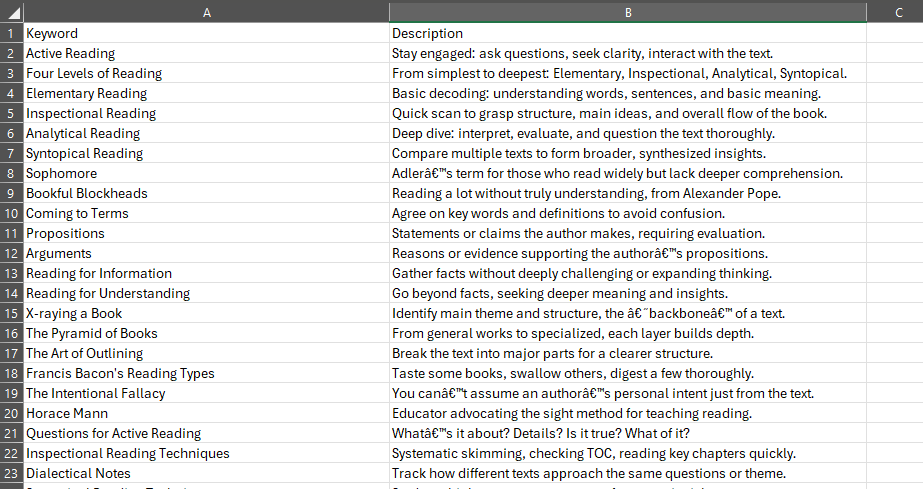 A B C
1 Keyword Description
2 Active Reading Stay engaged: ask questions, seek clarity, interact with the text.
3 Four Levels of Reading From simplest to deepest: Elementary, Inspectional, Analytical, Syntopical.
4 Elementary Reading Basic decoding: understanding words, sentences, and basic meaning.
5 Inspectional Reading Quick scan to grasp structure, main ideas, and overall flow of the book.
6 Analytical Reading Deep dive: interpret, evaluate, and question the text thoroughly.
7 Syntopical Reading Compare multiple texts to form broader, synthesized insights.
8 Sophomore Adlerâ€™s term for those who read widely but lack deeper comprehension.
9 Bookful Blockheads Reading a lot without truly understanding, from Alexander Pope.
10 Coming to Terms Agree on key words and definitions to avoid confusion.
11 Propositions Statements or claims the author makes, requiring evaluation.
12 Arguments Reasons or evidence supporting the authorâ€™s propositions.
13 Reading for Information Gather facts without deeply challenging or expanding thinking.
14 Reading for Understanding Go beyond facts, seeking deeper meaning and insights.
15 X-raying a Book Identify main theme and structure, the â€˜backboneâ€™ of a text.
16 The Pyramid of Books From general works to specialized, each layer builds depth.
17 The Art of Outlining Break the text into major parts for a clearer structure.
18 Francis Bacon's Reading Types Taste some books, swallow others, digest a few thoroughly.
19 The Intentional Fallacy You canâ€™t assume an authorâ€™s personal intent just from the text.
20 Horace Mann Educator advocating the sight method for teaching reading.
21 Questions for Active Reading Whatâ€™s it about? Details? Is it true? What of it?
22 Inspectional Reading Techniques Systematic skimming, checking TOC, reading key chapters quickly.
23 Dialectical Notes Track how different texts approach the same questions or theme.